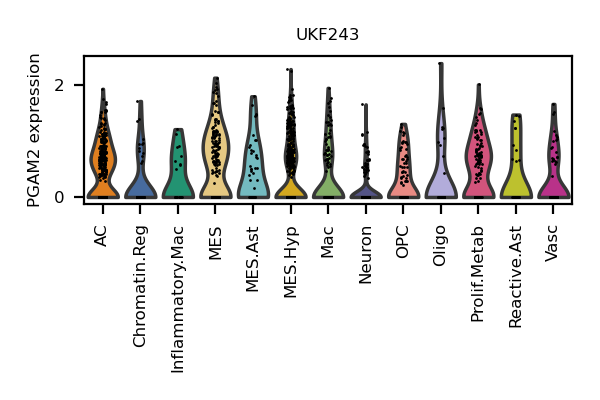 UKF243
PGAM2 expression
2
0
AC
Chromatin.Reg
Inflammatory.Mac
MES
MES.Ast
MES.Hyp
Mac
Neuron
OPC
Oligo
Prolif.Metab
Reactive.Ast
Vasc